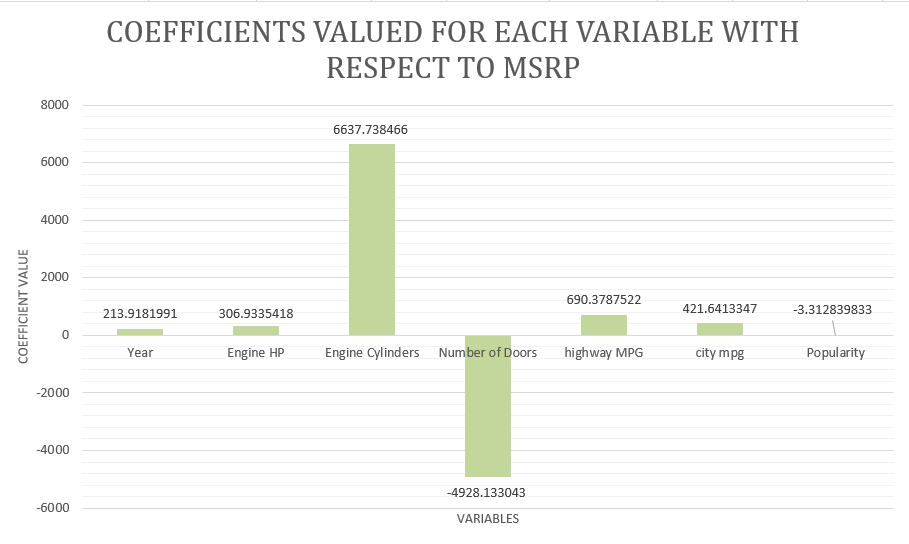 COEFFICIENTS VALUED FOR EACH VARIABLE WITH
RESPECT TO MSRP
8000
6000
4000
2000
0
-2000
-4000
-6000
COEFFICIENT VALUE
213.9181991
306.9335418
6637.738466
-4928.133043
690.3787522
421.6413347
-3.312839833
Year
Engine HP
Engine Cylinders
Number of Doors
highway MPG
city mpg
Popularity
VARIABLES